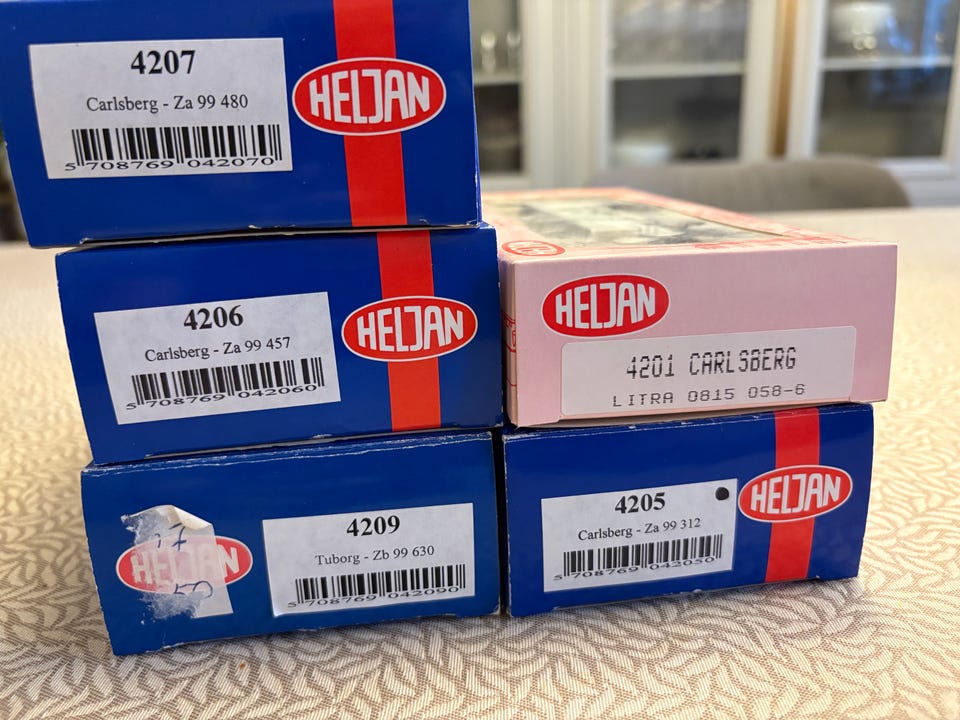 4207
Carlsberg - Za 99 480
5 708769 042070
HELJAN
4206
Carlsberg - Za 99 457
5 708769 042060
HELJAN
HELJAN
4201 CARLSBERG
LITRA 0815 058-6
HELJAN
4209
Tuborg - Zb 99 630
5 708769 042090
4205
Carlsberg - Za 99 312
5 708769 042050
HELJAN